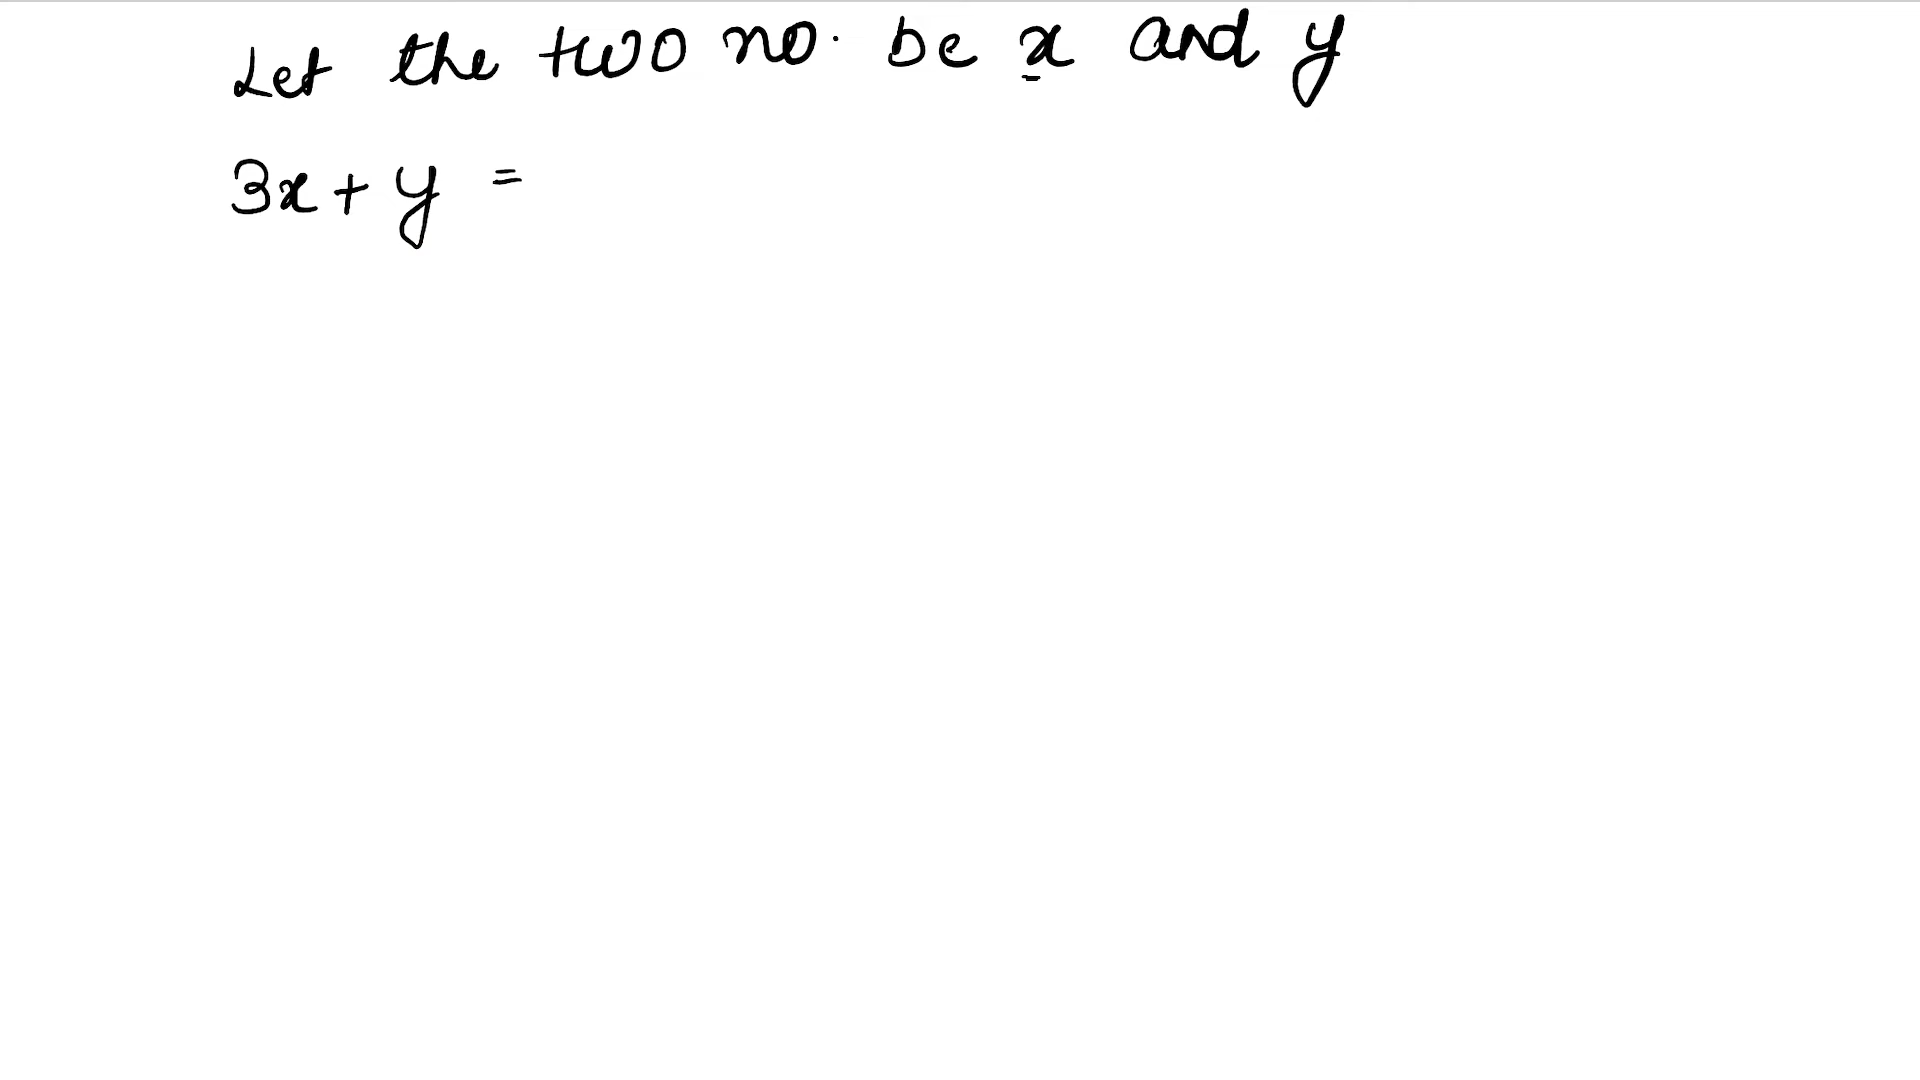 Let the two no. be x and y
3x + y =